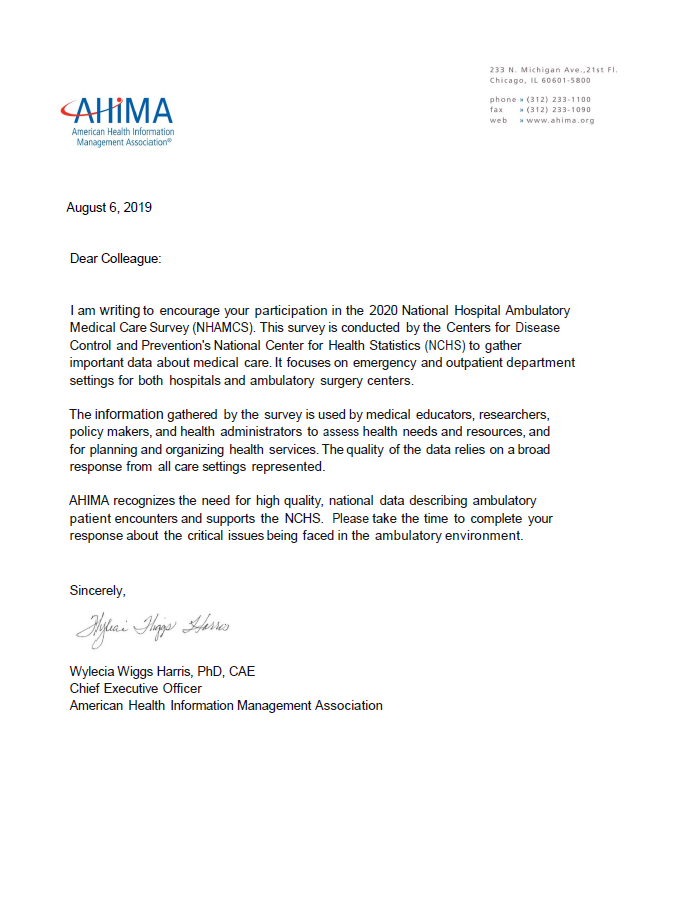 233 N. Michigan Ave.,21st Fl.
Chicago, IL 60601-5800
phone » (312) 233-1100
fax » (312) 233-1090
web » www.ahima.org
AHiMA
American Health Information
Management Association®
August 6, 2019
Dear Colleague:
I am writing to encourage your participation in the 2020 National Hospital Ambulatory
Medical Care Survey (NHAMCS). This survey is conducted by the Centers for Disease
Control and Prevention's National Center for Health Statistics (NCHS) to gather
important data about medical care. It focuses on emergency and outpatient department
settings for both hospitals and ambulatory surgery centers.
The information gathered by the survey is used by medical educators, researchers,
policy makers, and health administrators to assess health needs and resources, and
for planning and organizing health services. The quality of the data relies on a broad
response from all care settings represented.
AHIMA recognizes the need for high quality, national data describing ambulatory
patient encounters and supports the NCHS. Please take the time to complete your
response about the critical issues being faced in the ambulatory environment.
Sincerely,
Wiggs Harris
Wylecia Wiggs Harris, PhD, CAE
Chief Executive Officer
American Health Information Management Association